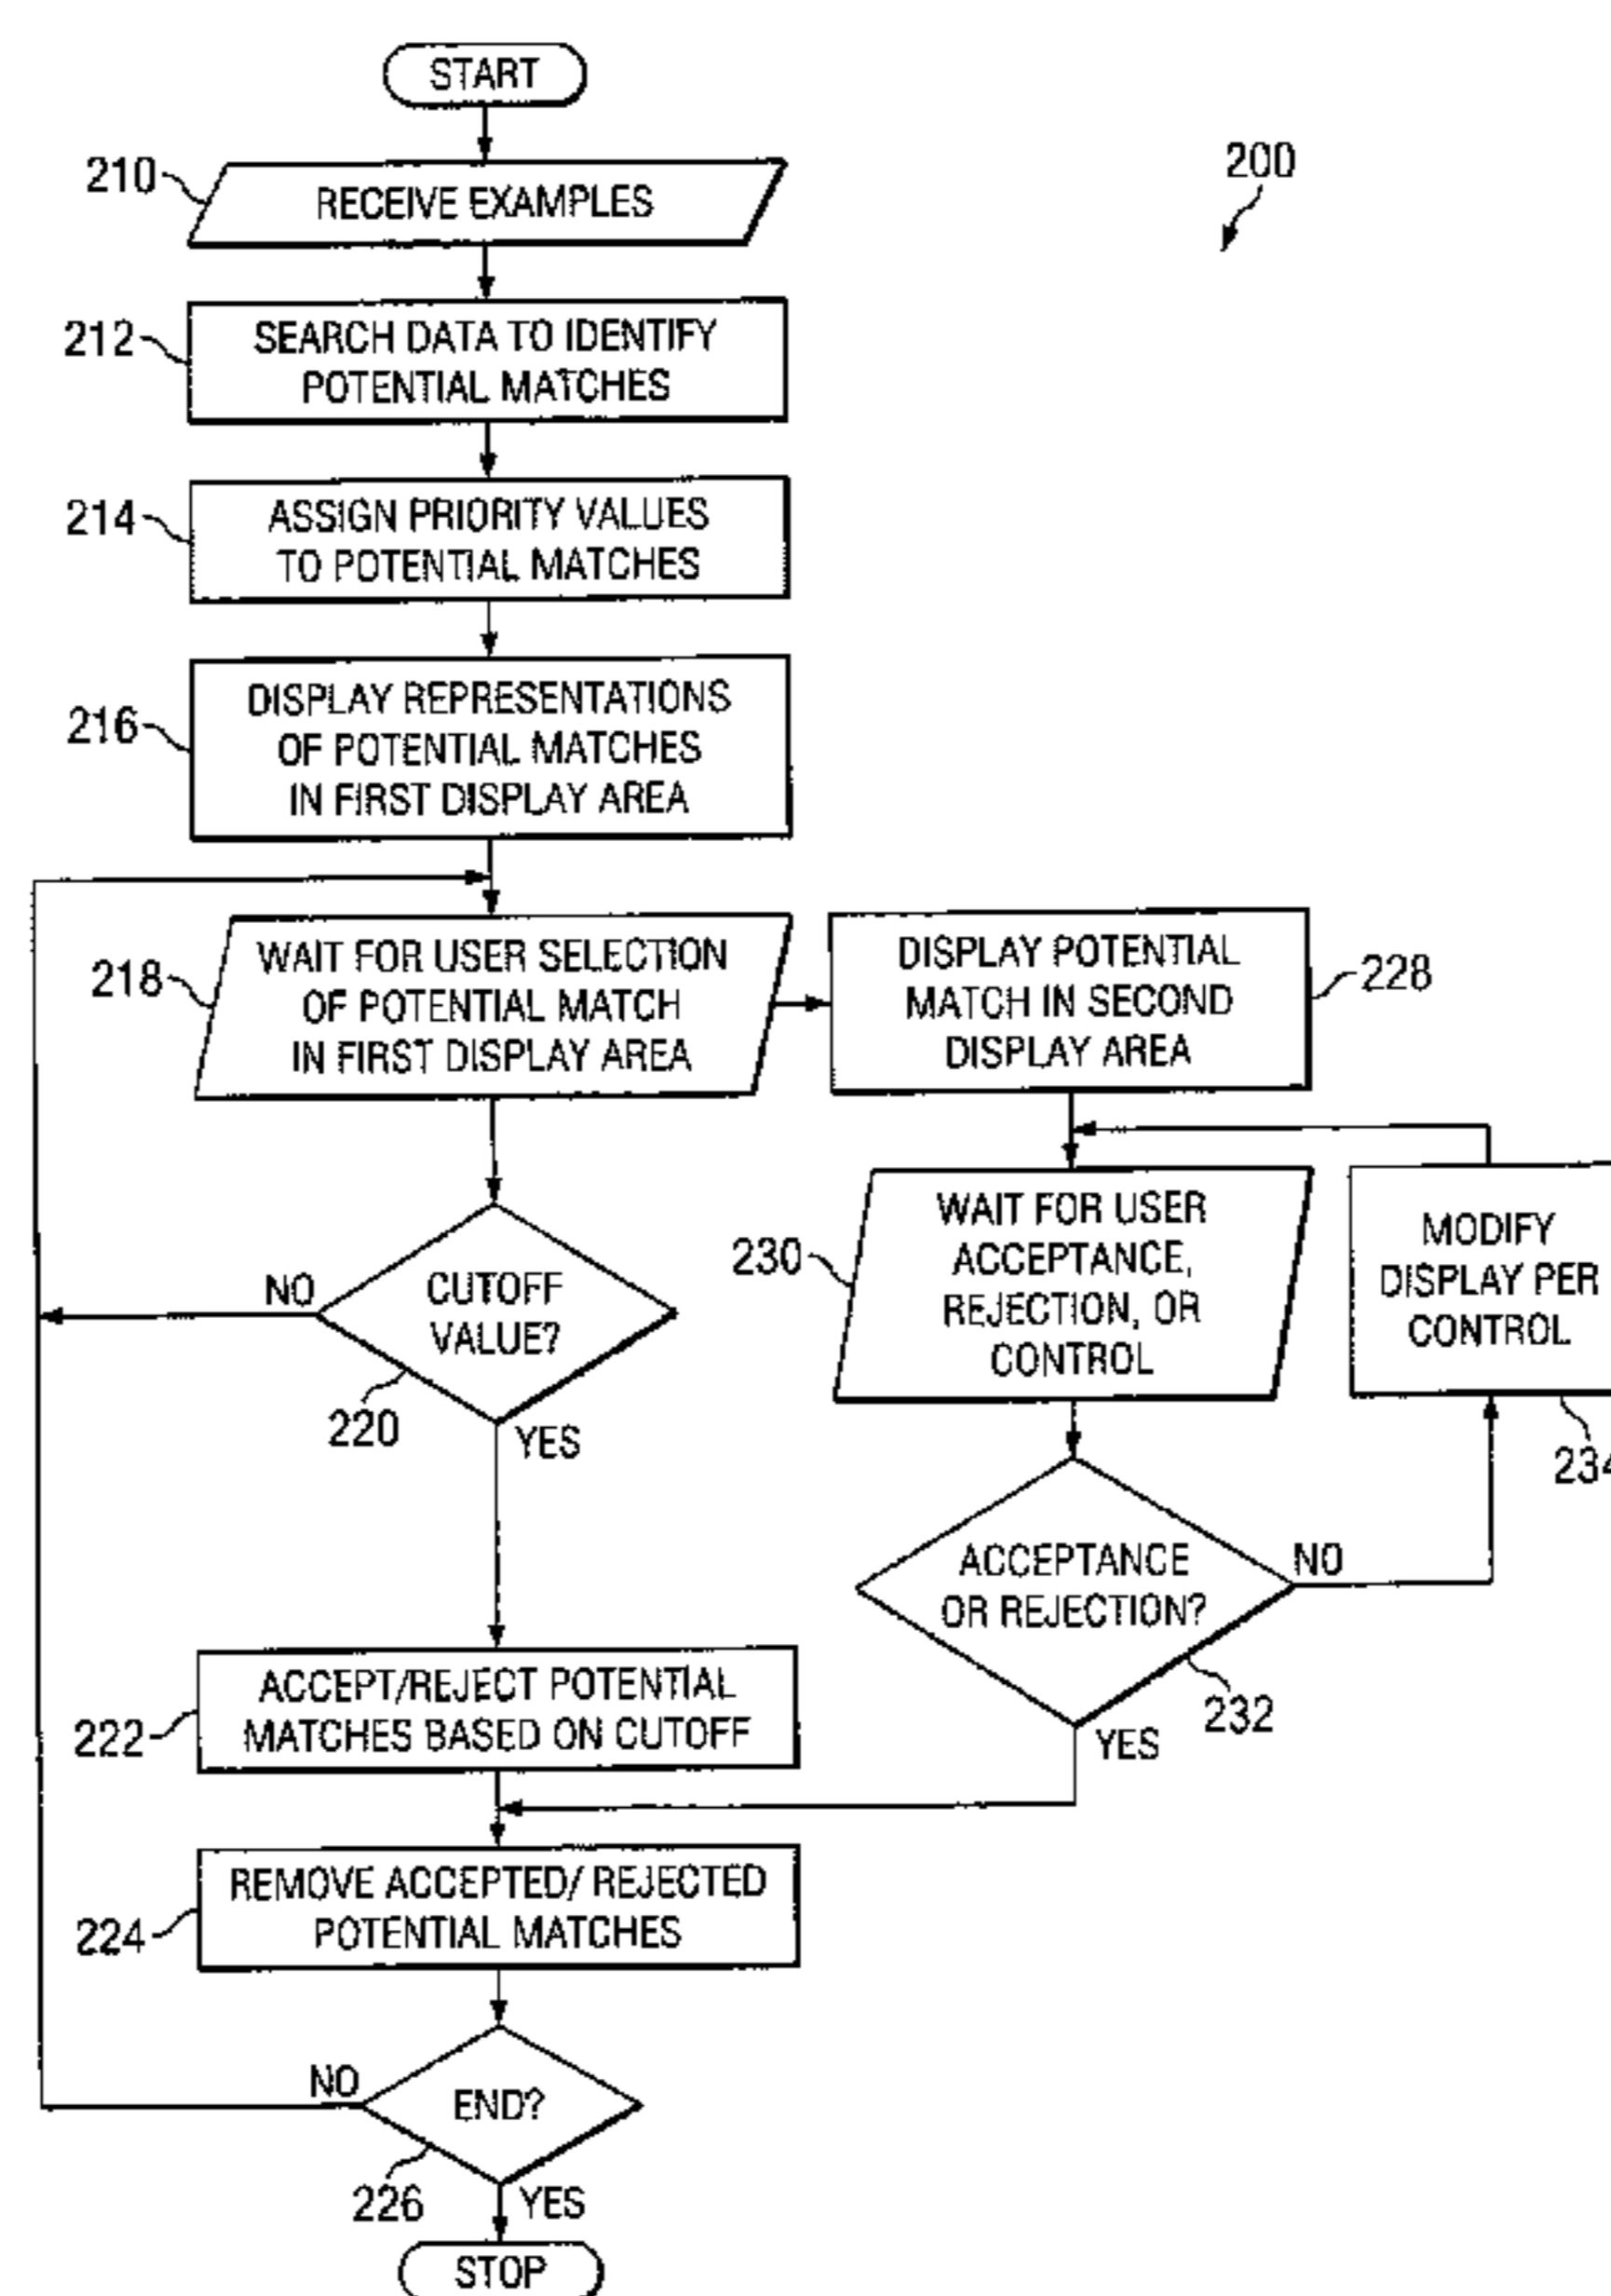 START
200
210
RECEIVE EXAMPLES
212
SEARCH DATA TO IDENTIFY
POTENTIAL MATCHES
214
ASSIGN PRIORITY VALUES
TO POTENTIAL MATCHES
216
DISPLAY REPRESENTATIONS
OF POTENTIAL MATCHES
IN FIRST DISPLAY AREA
218
WAIT FOR USER SELECTION
OF POTENTIAL MATCH
IN FIRST DISPLAY AREA
DISPLAY POTENTIAL
MATCH IN SECOND
DISPLAY AREA
228
NO
CUTOFF
VALUE?
220
YES
230
WAIT FOR USER
ACCEPTANCE,
REJECTION, OR
CONTROL
MODIFY
DISPLAY PER
CONTROL
234
ACCEPTANCE
OR REJECTION?
NO
232
YES
222
ACCEPT/REJECT POTENTIAL
MATCHES BASED ON CUTOFF
224
REMOVE ACCEPTED/ REJECTED
POTENTIAL MATCHES
NO
END?
226
YES
STOP